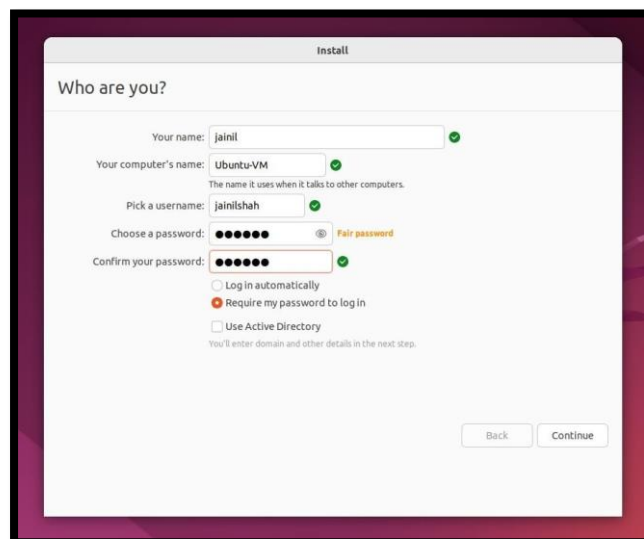 Install
Who are you?
Your name: jainil
Your computer's name: Ubuntu-VM
The name it uses when it talks to other computers.
Pick a username: jainilshah
Choose a password: ●●●●●● Fair password
Confirm your password: ●●●●●●
Log in automatically
Require my password to log in
Use Active Directory
You'll enter domain and other details in the next step.
Back Continue